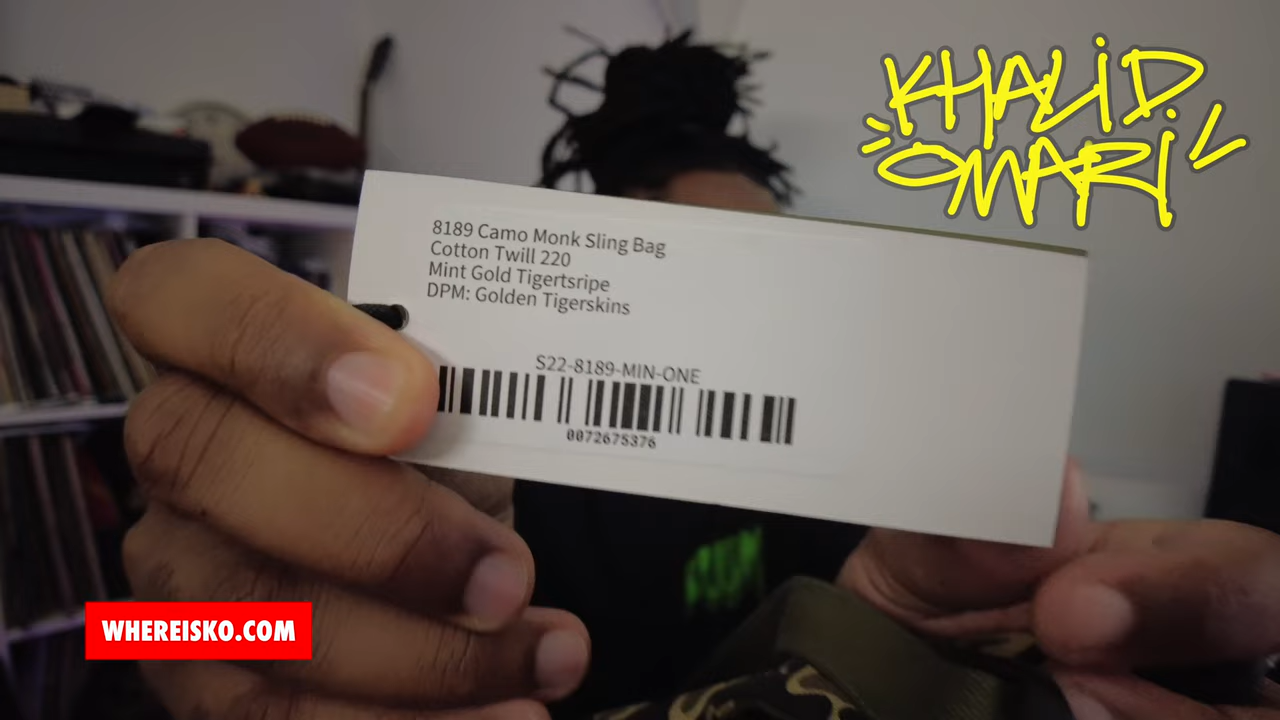 KHALID
OMARI
8189 Camo Monk Sling Bag
Cotton Twill 220
Mint Gold Tigertsripe
DPM: Golden Tigerskins
S22-8189-MIN-ONE
0072675376
WHEREISKO.COM